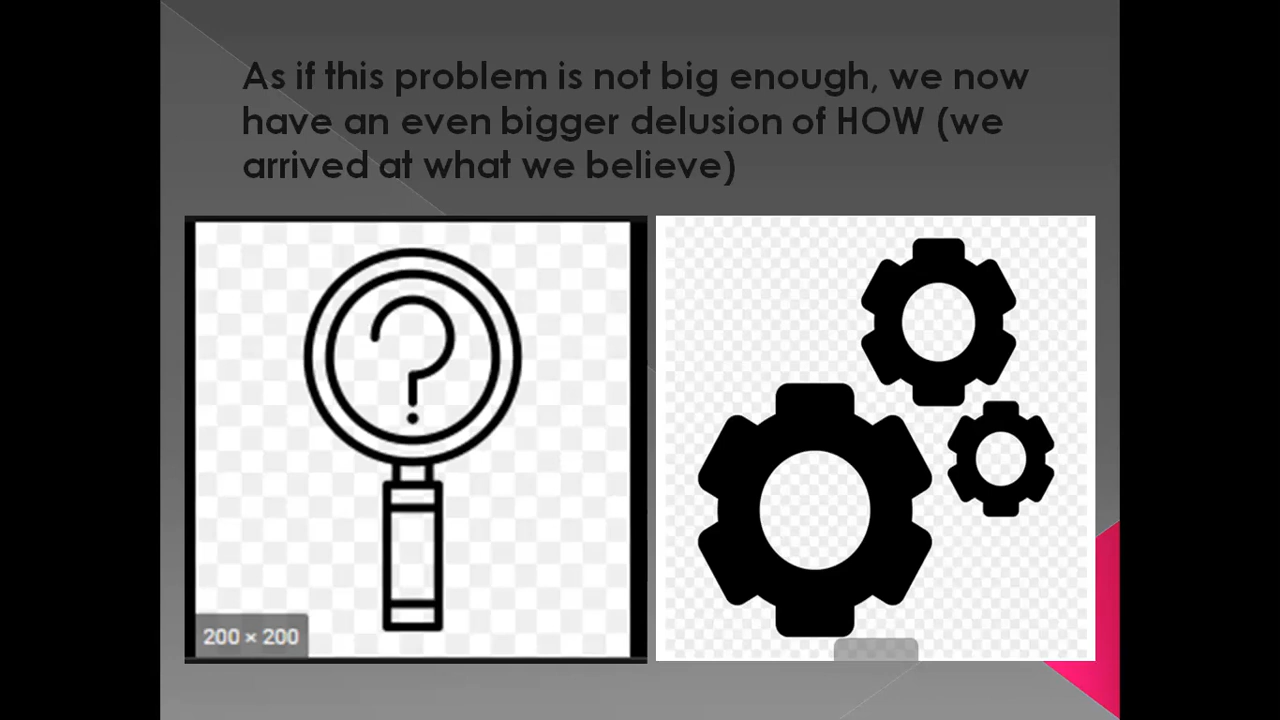 As if this problem is not big enough, we now
have an even bigger delusion of HOW (we
arrived at what we believe)
?
200 × 200